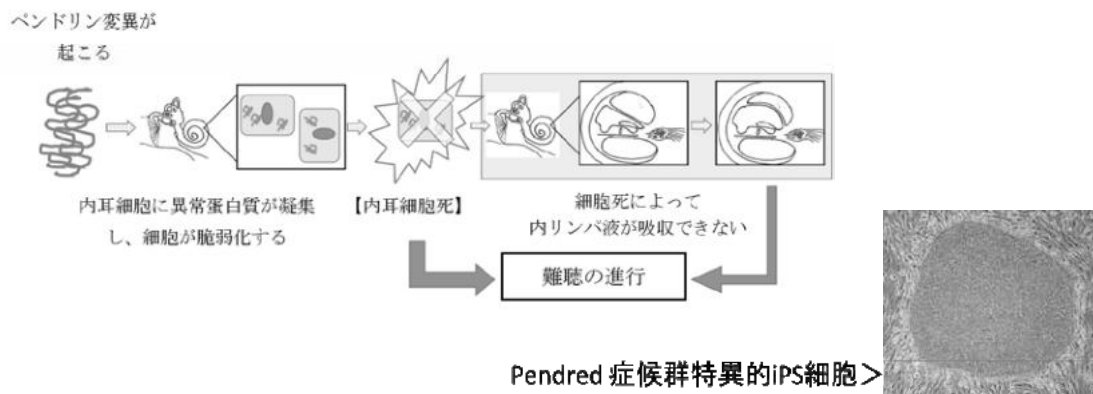 ペンドリン変異が
起こる
内耳細胞に異常蛋白質が凝集
し、細胞が脆弱化する
【内耳細胞死】
細胞死によって
内リンパ液が吸収できない
難聴の進行
Pendred 症候群特異的iPS細胞＞